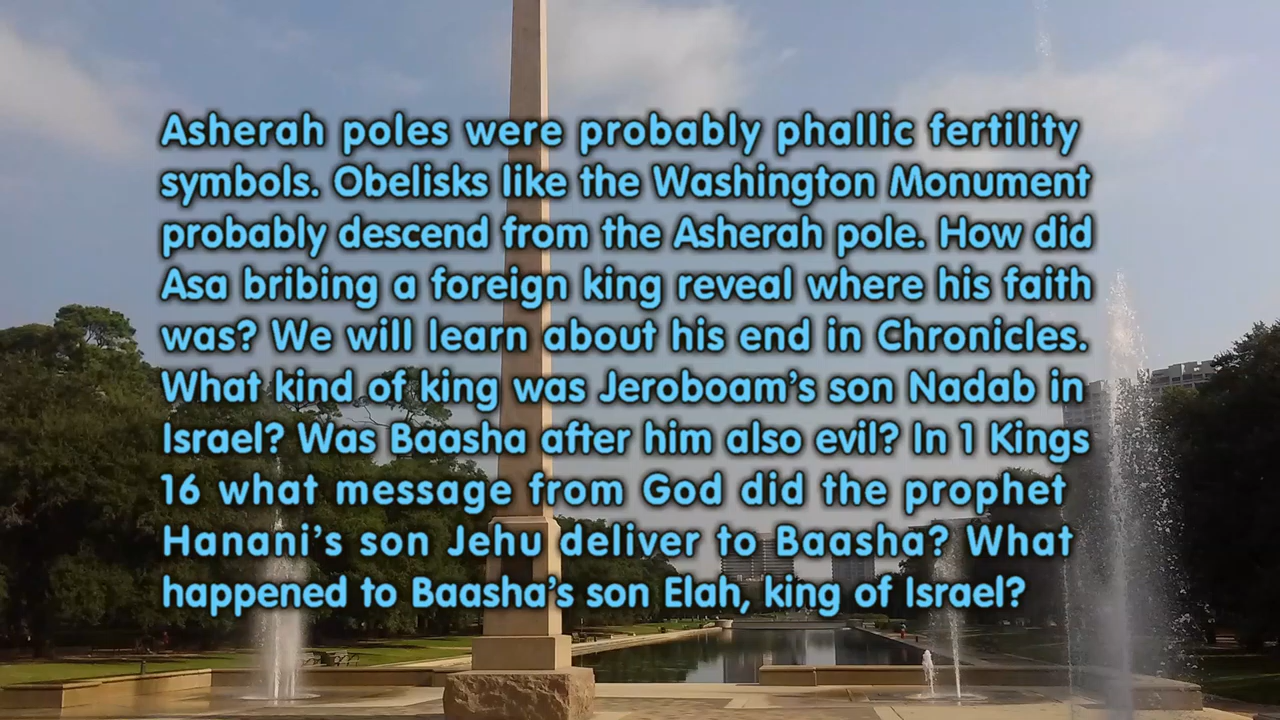 Asherah poles were probably phallic fertility
symbols. Obelisks like the Washington Monument
probably descend from the Asherah pole. How did
Asa bribing a foreign king reveal where his faith
was? We will learn about his end in Chronicles.
What kind of king was Jeroboam's son Nadab in
Israel? Was Baasha after him also evil? In 1 Kings
16 what message from God did the prophet
Hanani's son Jehu deliver to Baasha? What
happened to Baasha's son Elah, king of Israel?